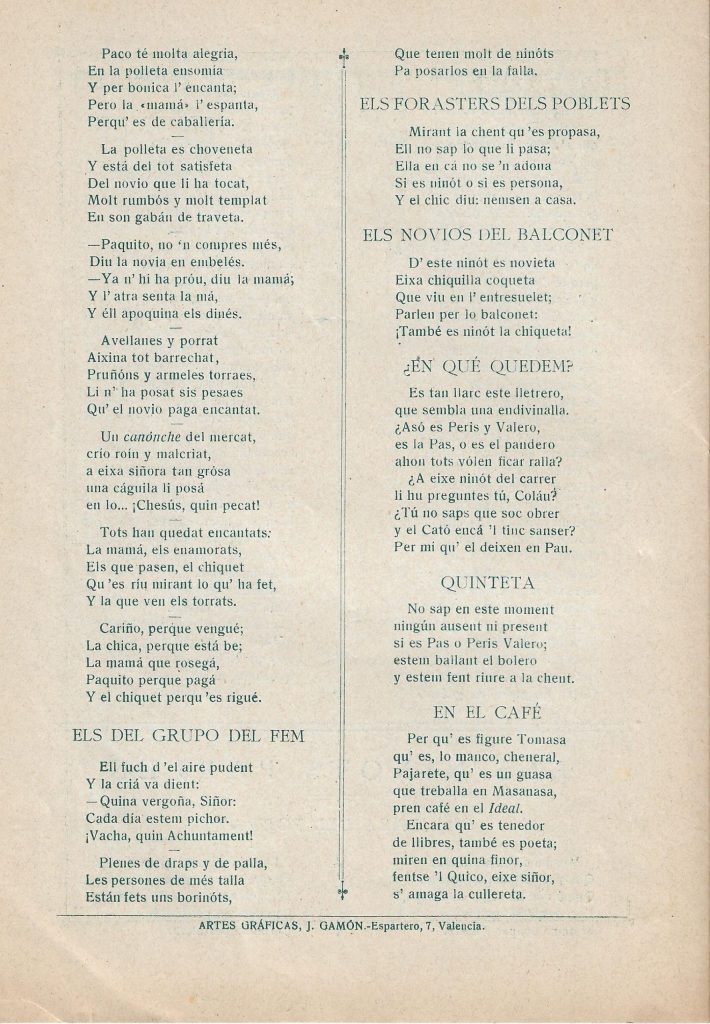 Paco té molta alegria,
En la polleta ensomía
Y per bonica l' encanta;
Pero la «mamá» l' espanta,
Perqu' es de caballería.
La polleta es choveneta
Y está del tot satisfeta
Del novio que li ha tocat,
Molt rumbós y molt templat
En son gabán de traveta.
—Paquito, no 'n compres més,
Diu la novia en embelés.
—Ya n' hi ha próu, diu la mamá;
Y l' atra senta la má,
Y éll apoquina els dinés.
Avellanes y porrat
Aixina tot barrechat,
Pruñóns y armeles torraes,
Li n' ha posat sis pesaes
Qu' el novio paga encantat.
Un canónche del mercat,
crío roín y malcriat,
a eixa siñora tan grósa
una cáguila li posá
en lo... ¡Chesús, quin pecat!
Tots han quedat encantats:
La mamá, els enamorats,
Els que pasen, el chiquet
Qu 'es ríu mirant lo qu' ha fet,
Y la que ven els torrats.
Cariño, perque vengué;
La chica, perque está be;
La mamá que rosegá,
Paquito perque pagá
Y el chiquet perqu 'es rigué.
ELS DEL GRUPO DEL FEM
Ell fuch d 'el aire pudent
Y la criá va dient:
—Quina vergoña, Siñor:
Cada día estem pichor.
¡Vacha, quin Achuntament!
Plenes de draps y de palla,
Les persones de més talla
Están fets uns borinóts,
Que tenen molt de ninóts
Pa posarlos en la falla.
ELS FORASTERS DELS POBLETS
Mirant la chent qu 'es propasa,
Ell no sap lo que li pasa;
Ella en cá no se 'n adona
Si es ninót o si es persona,
Y el chic diu: nemsen a casa.
ELS NOVIOS DEL BALCONET
D' este ninót es novieta
Eixa chiquilla coqueta
Que viu en l' entresuelet;
Parlen per lo balconet:
¡També es ninót la chiqueta!
¿EN QUÉ QUEDEM?
Es tan llarc este lletrero,
que sembla una endivinalla.
¿Asó es Peris y Valero,
es la Pas, o es el pandero
ahon tots vólen ficar ralla?
¿A eixe ninót del carrer
li hu preguntes tú, Coláu?
¿Tú no saps que soc obrer
y el Cató encá 'l tinc sanser?
Per mi qu' el deixen en Pau.
QUINTETA
No sap en este moment
ningún ausent ni present
si es Pas o Peris Valero;
estem ballant el bolero
y estem fent riure a la chent.
EN EL CAFÉ
Per qu' es figure Tomasa
qu' es, lo manco, cheneral,
Pajarete, qu' es un guasa
que treballa en Masanasa,
pren café en el Ideal.
Encara qu' es tenedor
de llibres, també es poeta;
miren en quina finor,
fentse 'l Quico, eixe siñor,
s' amaga la cullereta.
ARTES GRÁFICAS, J. GAMÓN.-Espartero, 7, Valencia.